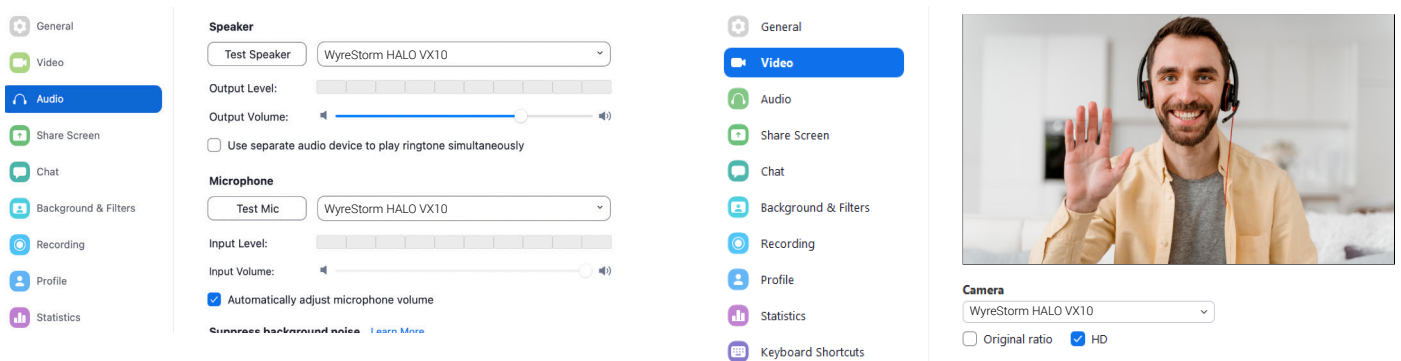 General
Video
Audio
Share Screen
Chat
Background & Filters
Recording
Profile
Statistics
Speaker
Test Speaker WyreStorm HALO VX10
Output Level:
Output Volume:
Use separate audio device to play ringtone simultaneously
Microphone
Test Mic WyreStorm HALO VX10
Input Level:
Input Volume:
Automatically adjust microphone volume
Suppress background noise Learn More
General
Video
Audio
Share Screen
Chat
Background & Filters
Recording
Profile
Statistics
Keyboard Shortcuts
Camera
WyreStorm HALO VX10
Original ratio HD